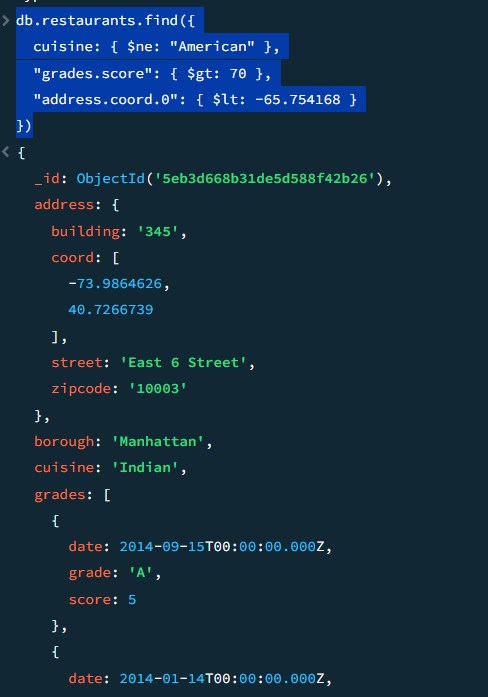 db.restaurants.find({
cuisine: { $ne: "American" },
"grades.score": { $gt: 70 },
"address.coord.0": { $lt: -65.754168 }
})
{
_id: ObjectId('5eb3d668b31de5d588f42b26'),
address: {
building: '345',
coord: [
-73.9864626,
40.7266739
],
street: 'East 6 Street',
zipcode: '10003'
},
borough: 'Manhattan',
cuisine: 'Indian',
grades: [
{
date: 2014-09-15T00:00:00.000Z,
grade: 'A',
score: 5
},
{
date: 2014-01-14T00:00:00.000Z,